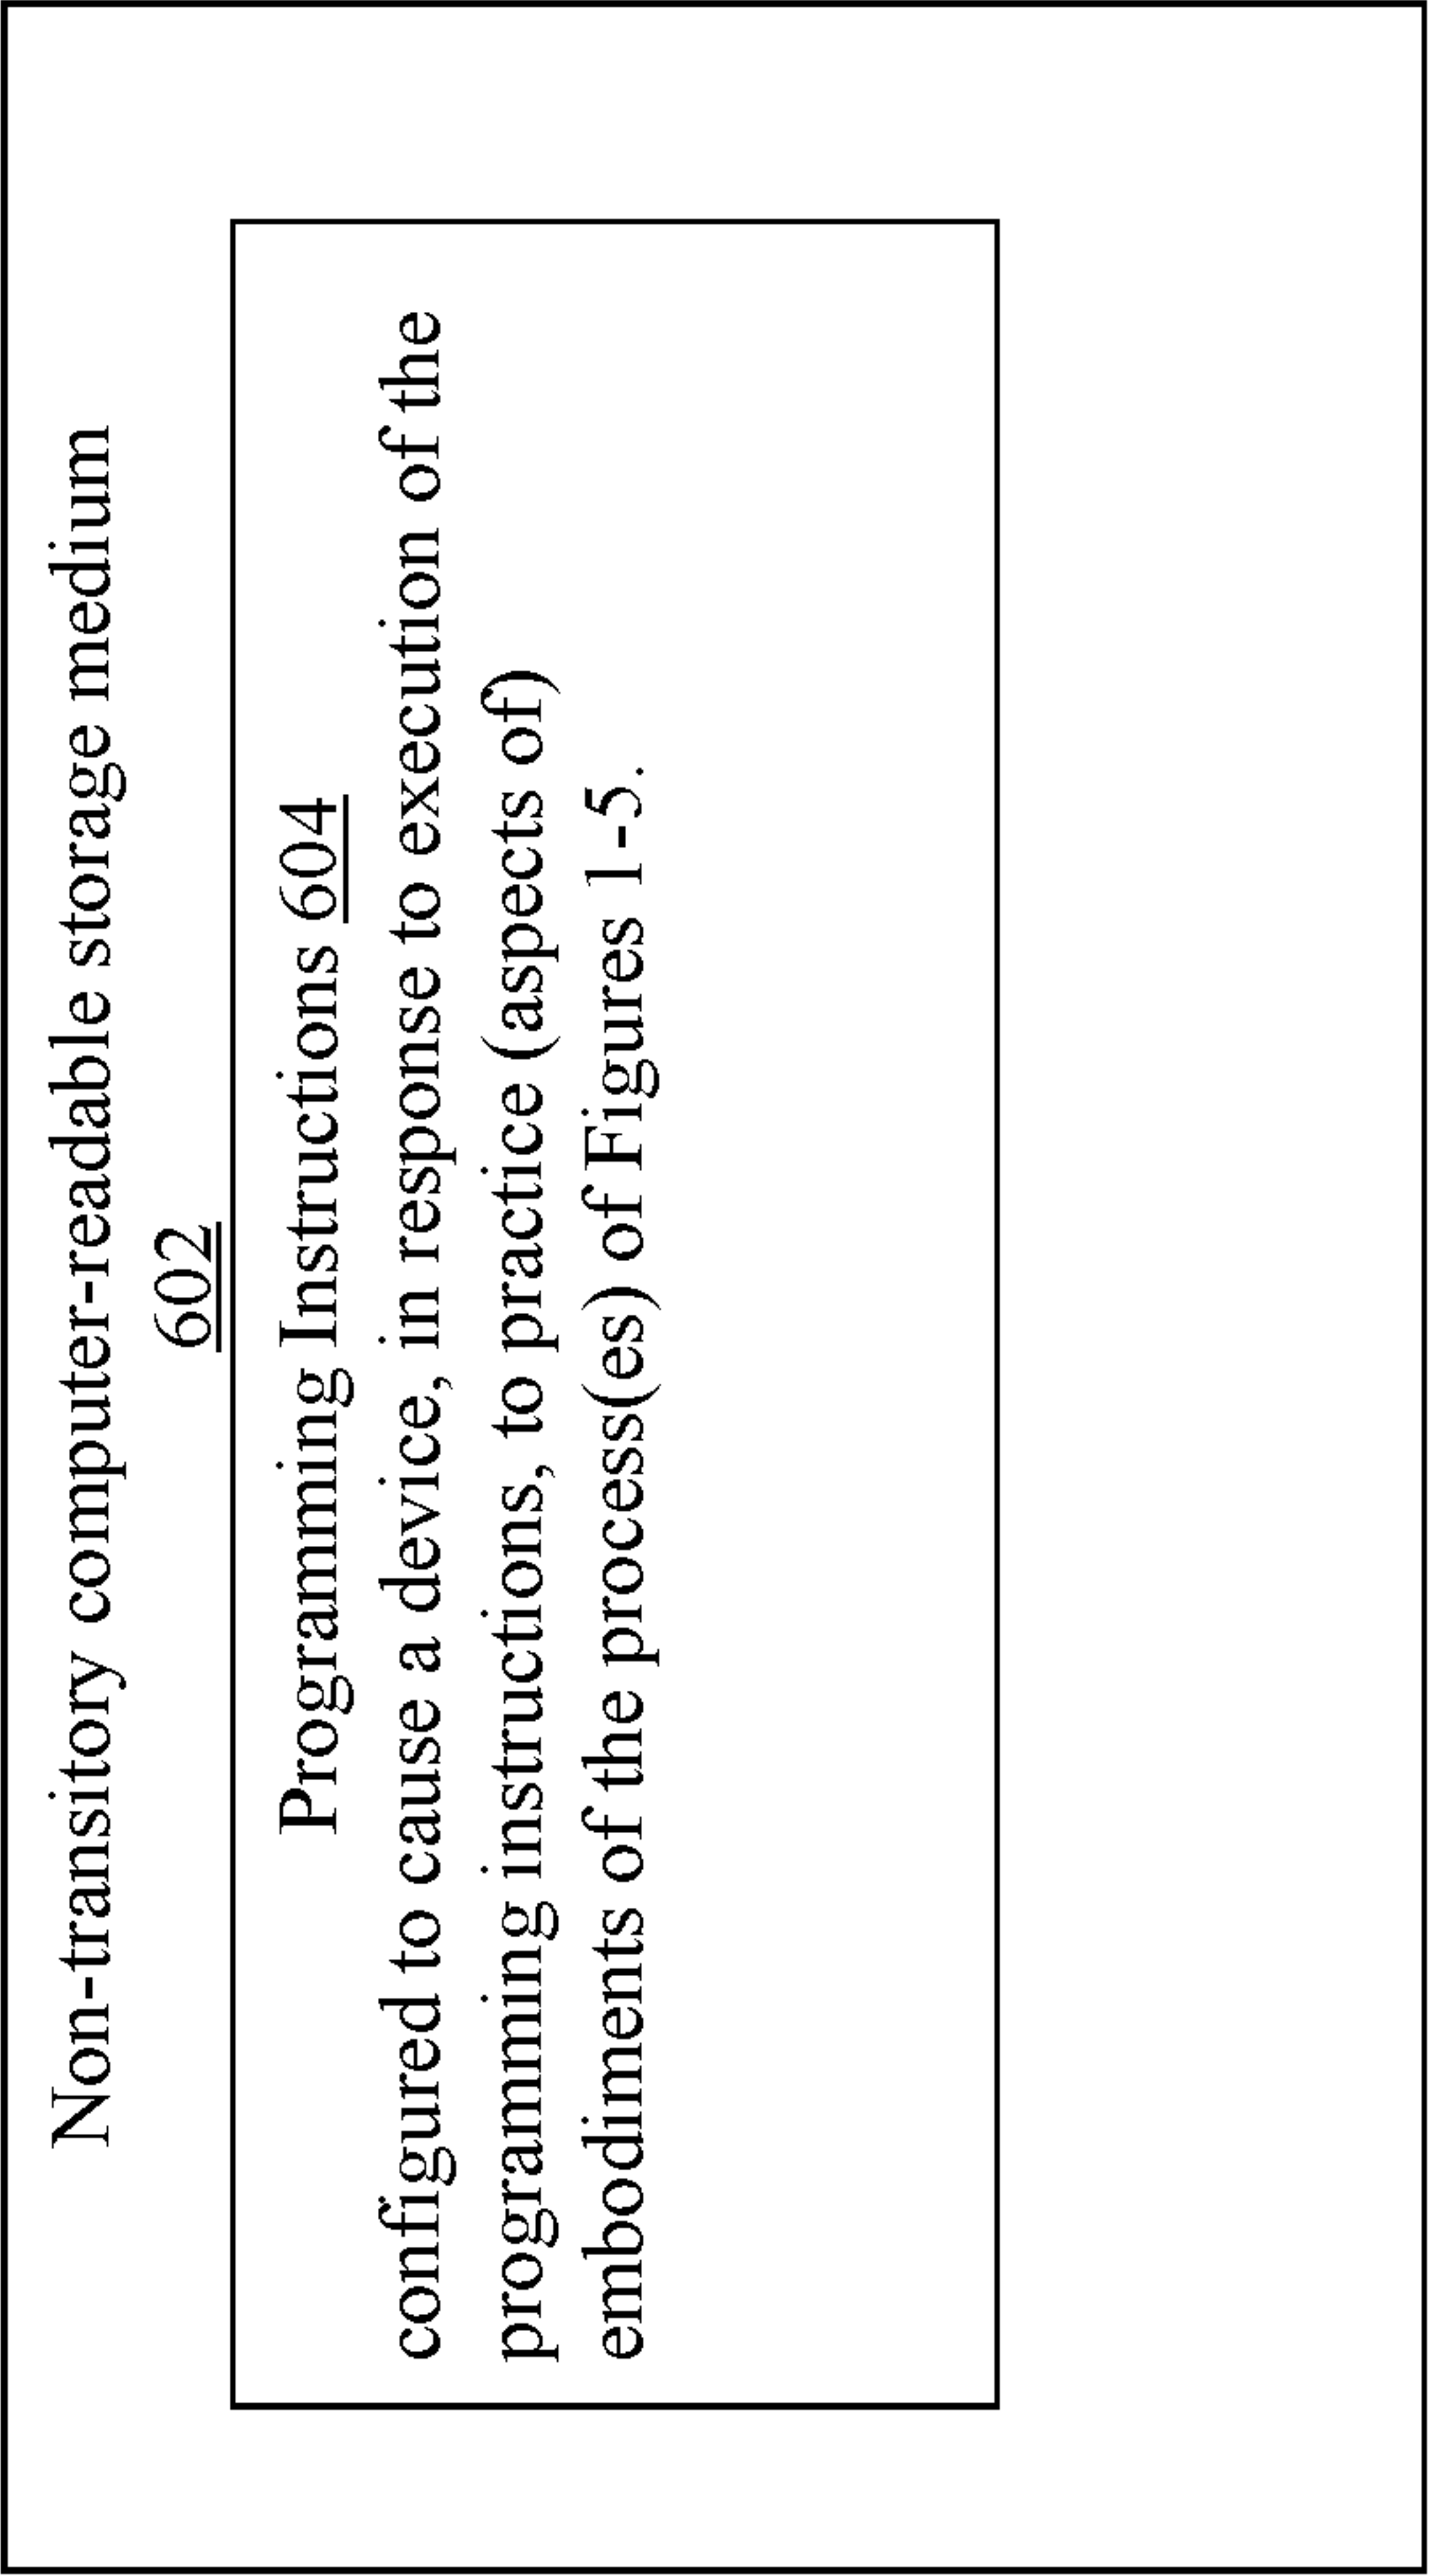 Non-transitory computer-readable storage medium
602
Programming Instructions 604
configured to cause a device, in response to execution of the
programming instructions, to practice (aspects of)
embodiments of the process(es) of Figures 1-5.